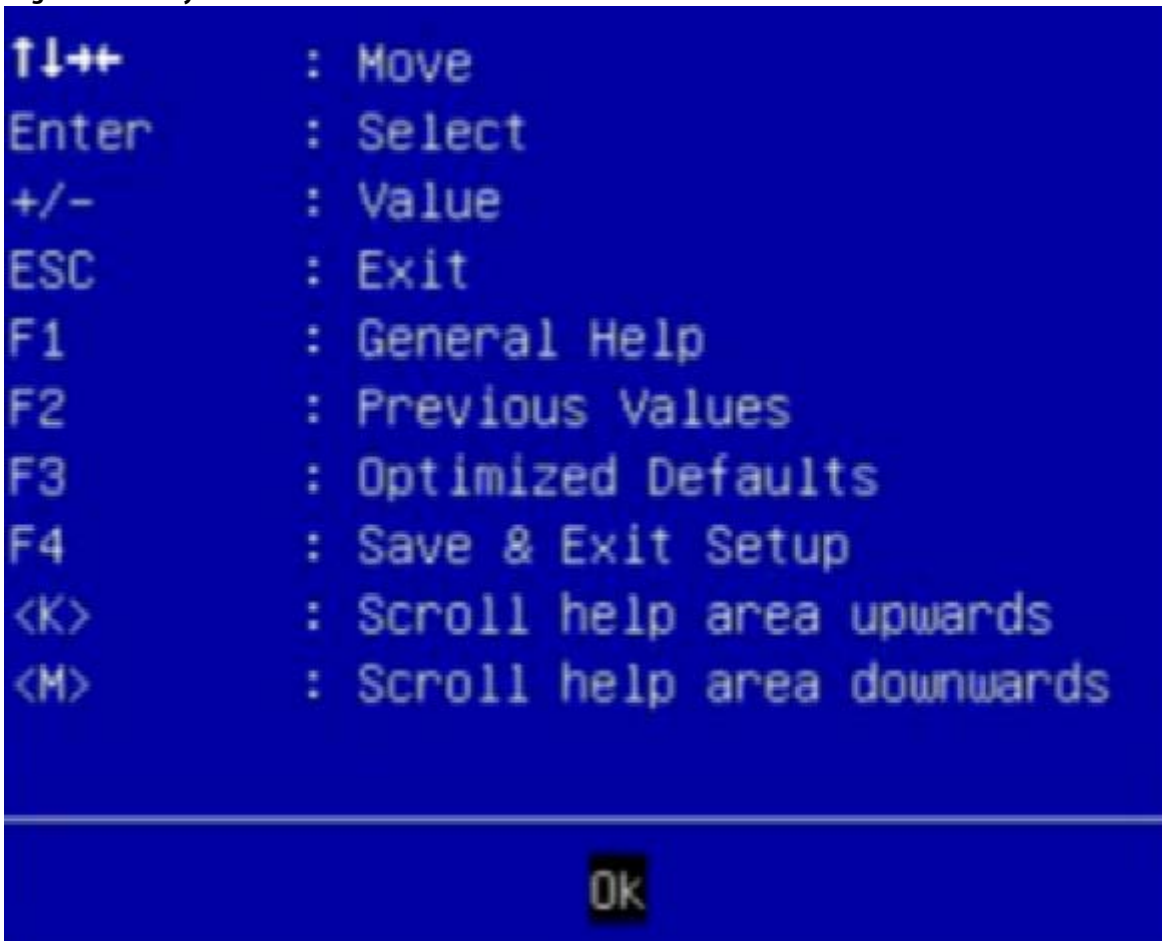 ↑↓→← : Move
Enter : Select
+/- : Value
ESC : Exit
F1 : General Help
F2 : Previous Values
F3 : Optimized Defaults
F4 : Save & Exit Setup
<K> : Scroll help area upwards
<M> : Scroll help area downwards
Ok